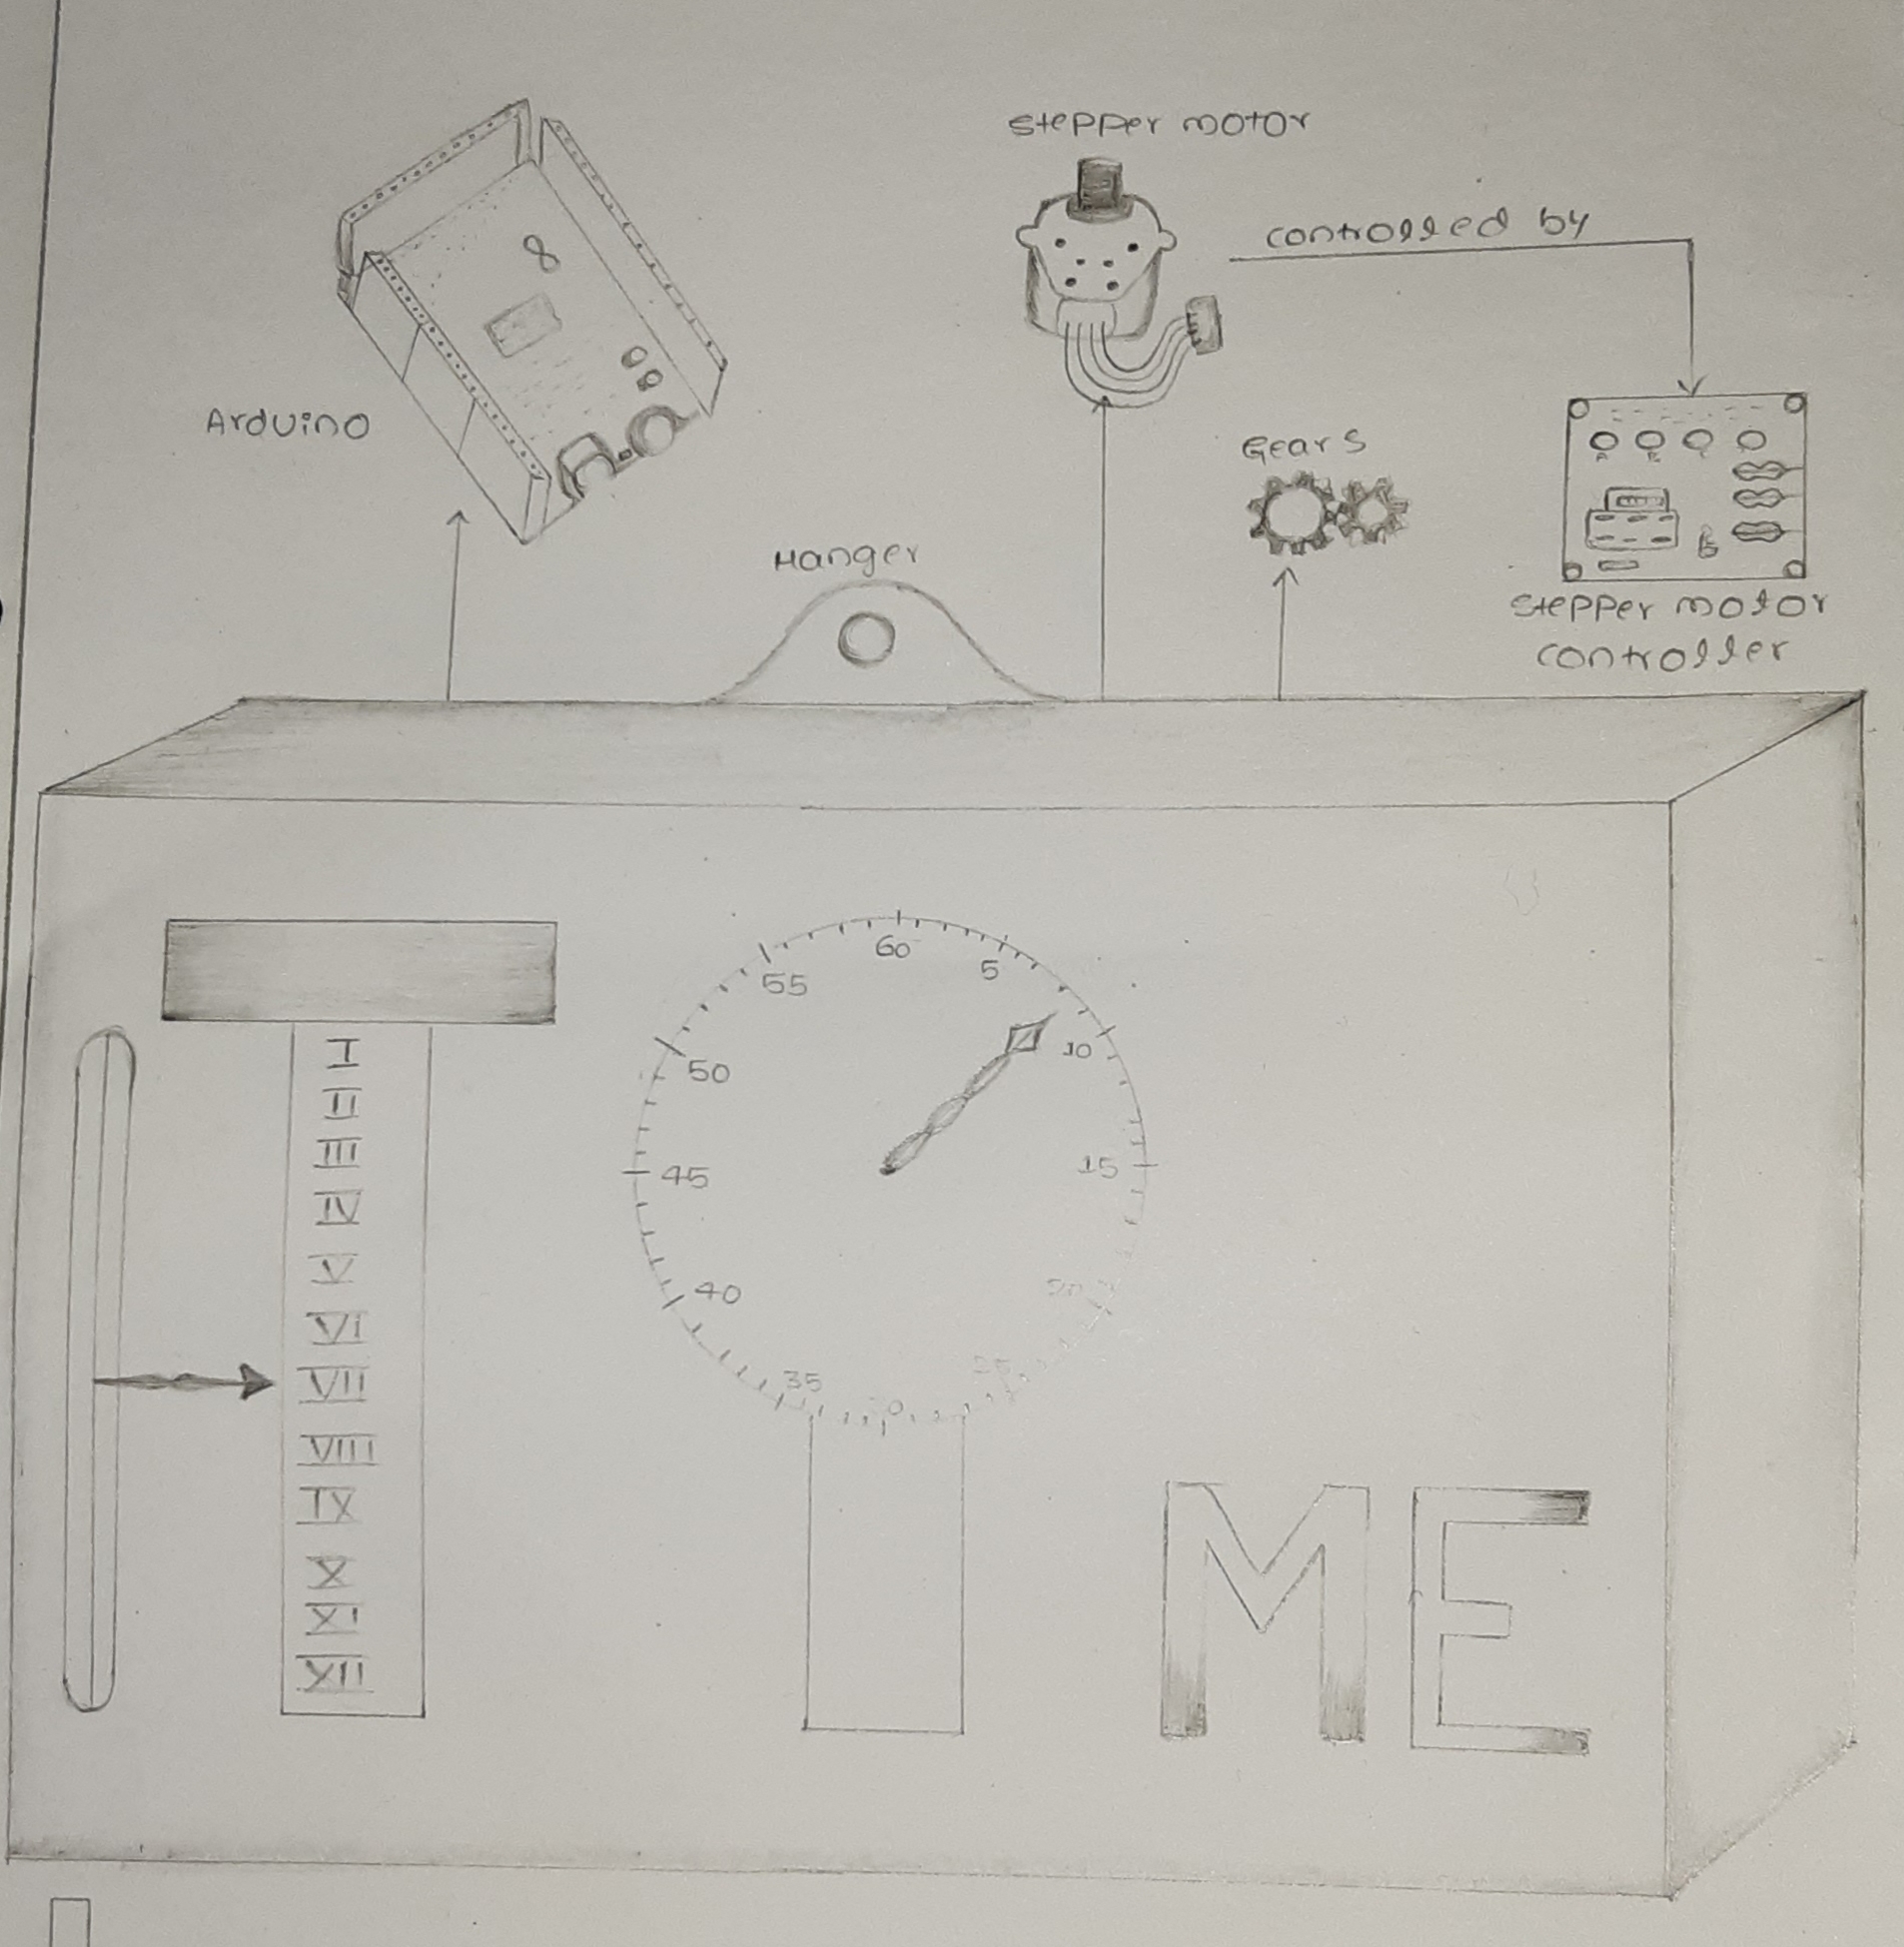 stepper motor
controlled by
Arduino
Gears
Hanger
stepper motor
controller
60
5
55
10
50
I
II
III
IV
V
VI
VII
VIII
IX
X
XI
XII
15
45
40
20
35
25
T
ME